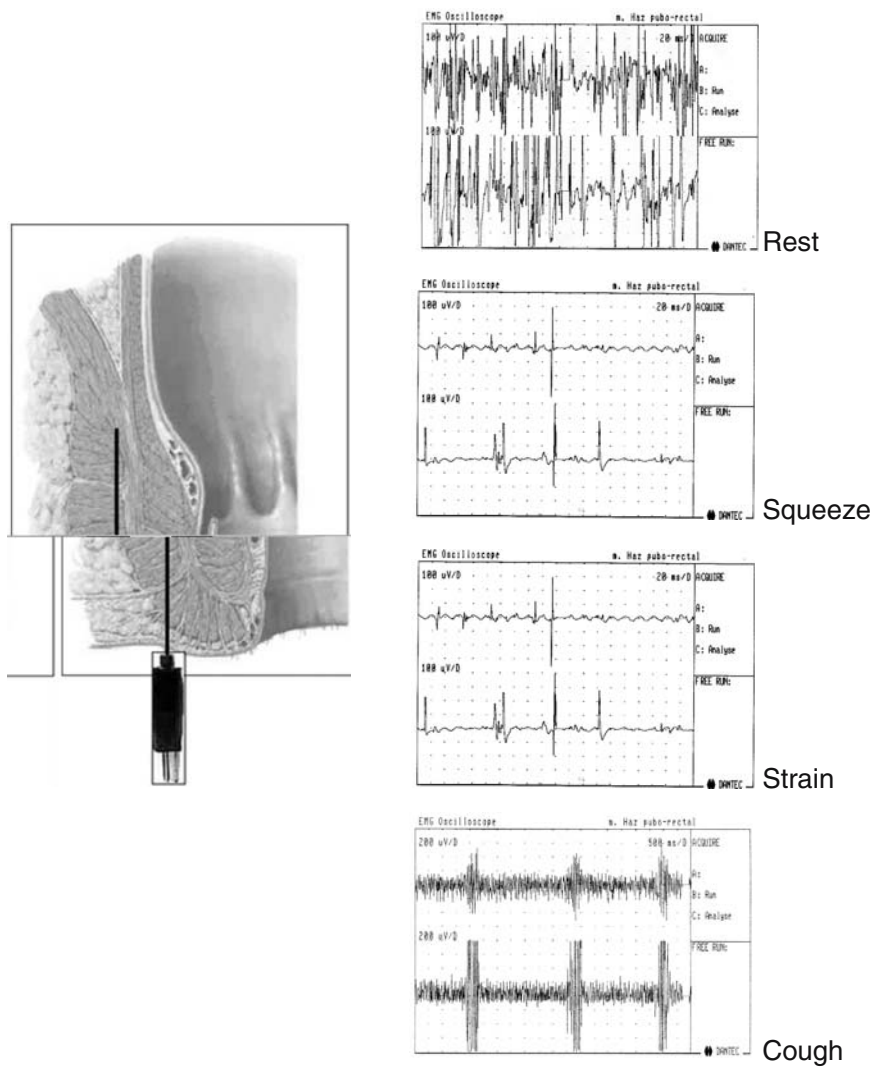 EMG Oscilloscope m. Haz pubo-rectal
100 uV/D 20 ms/D ACQUIRE
A:
B: Run
C: Analyse
100 uV/D
FREE RUN:
DANTEC
Rest
EMG Oscilloscope m. Haz pubo-rectal
100 uV/D 20 ms/D ACQUIRE
A:
B: Run
C: Analyse
100 uV/D
FREE RUN:
DANTEC
Squeeze
EMG Oscilloscope m. Haz pubo-rectal
100 uV/D 20 ms/D ACQUIRE
A:
B: Run
C: Analyse
100 uV/D
FREE RUN:
DANTEC
Strain
EMG Oscilloscope m. Haz pubo-rectal
200 uV/D 500 ms/D ACQUIRE
A:
B: Run
C: Analyse
200 uV/D
FREE RUN:
DANTEC
Cough